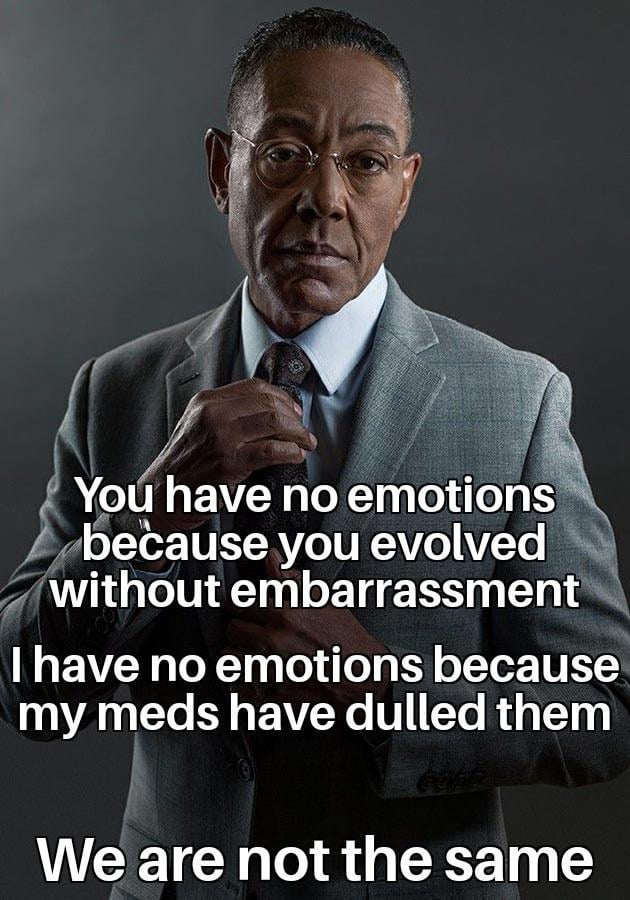 You have no emotions
because you evolved
without embarrassment
I have no emotions because
my meds have dulled them
We are not the same